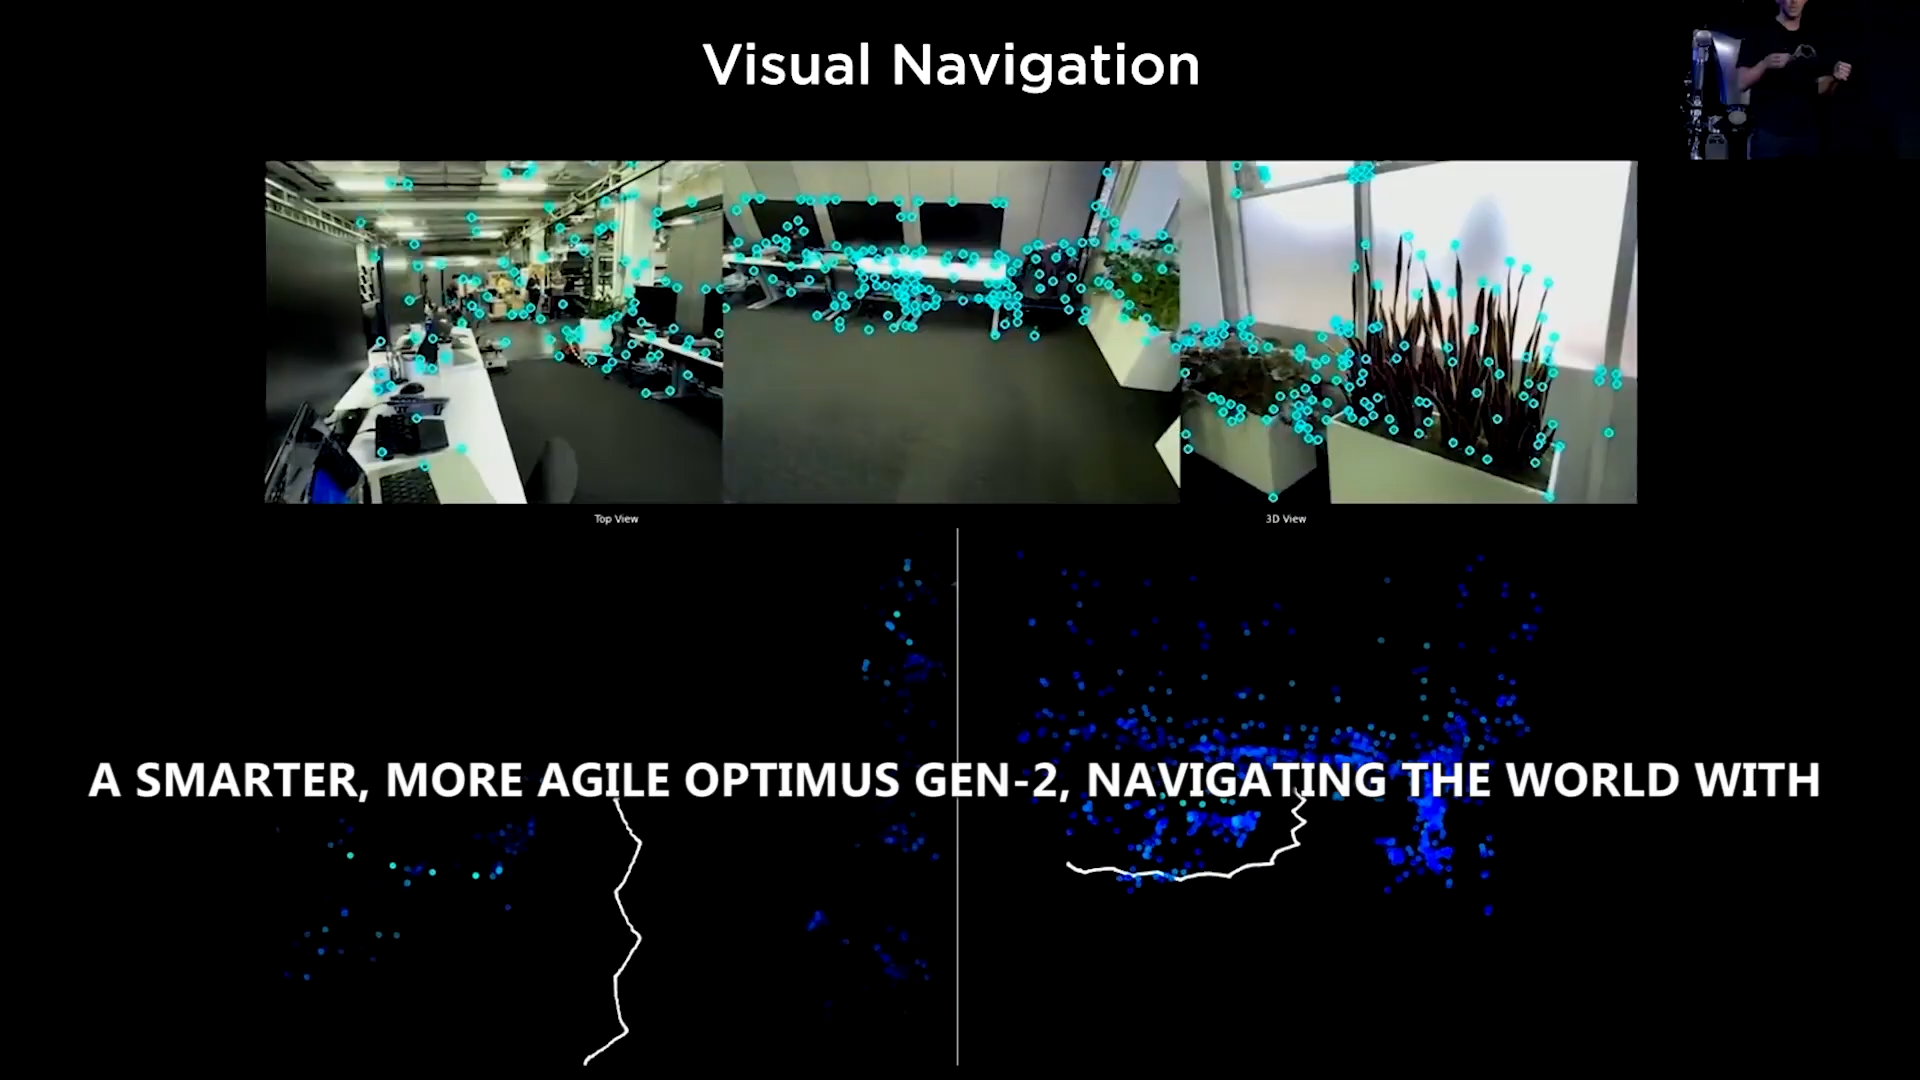 Visual Navigation
Top View
3D View
A SMARTER, MORE AGILE OPTIMUS GEN-2, NAVIGATING THE WORLD WITH